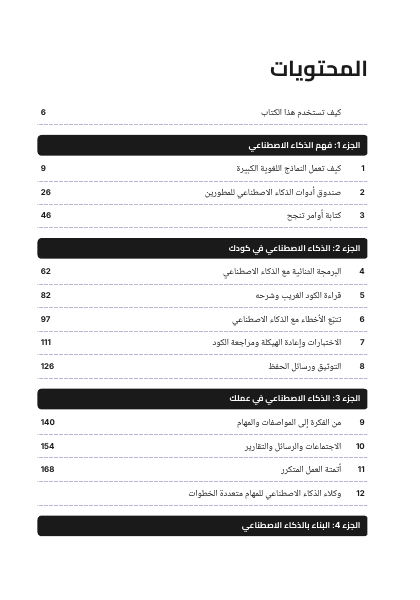 المحتويات
كيف تستخدم هذا الكتاب 6
الجزء 1: فهم الذكاء الاصطناعي
1 كيف تعمل النماذج اللغوية الكبيرة 9
2 صندوق أدوات الذكاء الاصطناعي للمطورين 26
3 كتابة أوامر تنجح 46
الجزء 2: الذكاء الاصطناعي في كودك
4 البرمجة الثنائية مع الذكاء الاصطناعي 62
5 قراءة الكود الغريب وشرحه 82
6 تتبّع الأخطاء مع الذكاء الاصطناعي 97
7 الاختبارات وإعادة الهيكلة ومراجعة الكود 111
8 التوثيق ورسائل الحفظ 126
الجزء 3: الذكاء الاصطناعي في عملك
9 من الفكرة إلى المواصفات والمهام 140
10 الاجتماعات والرسائل والتقارير 154
11 أتمتة العمل المتكرر 168
12 وكلاء الذكاء الاصطناعي للمهام متعددة الخطوات
الجزء 4: البناء بالذكاء الاصطناعي